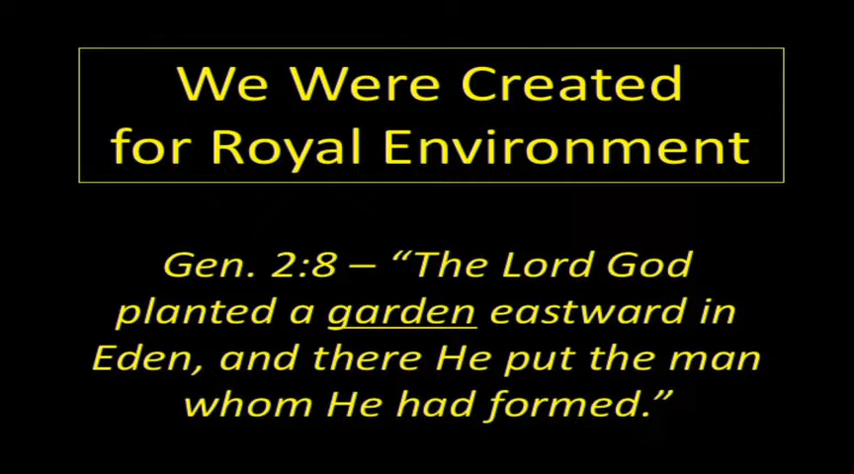 We Were Created
for Royal Environment
Gen. 2:8 – “The Lord God
planted a garden eastward in
Eden, and there He put the man
whom He had formed.”